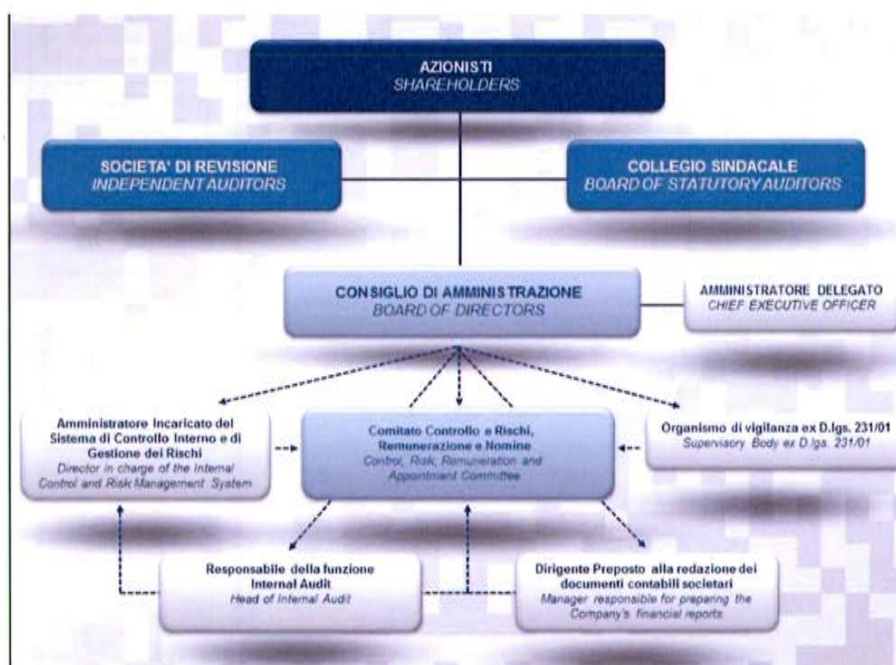 AZIONISTI
SHAREHOLDERS
SOCIETA' DI REVISIONE
INDEPENDENT AUDITORS
COLLEGIO SINDACALE
BOARD OF STATUTORY AUDITORS
CONSIGLIO DI AMMINISTRAZIONE
BOARD OF DIRECTORS
AMMINISTRATORE DELEGATO
CHIEF EXECUTIVE OFFICER
Amministratore Incaricato del
Sistema di Controllo Interno e di
Gestione dei Rischi
Director in charge of the Internal
Control and Risk Management System
Comitato Controllo e Rischi,
Remunerazione e Nomine
Control, Risk, Remuneration and
Appointment Committee
Organismo di vigilanza ex D.lgs. 231/01
Supervisory Body ex D.lgs. 231/01
Responsabile della funzione
Internal Audit
Head of Internal Audit
Dirigente Preposto alla redazione dei
documenti contabili societari
Manager responsible for preparing the
Company's financial reports